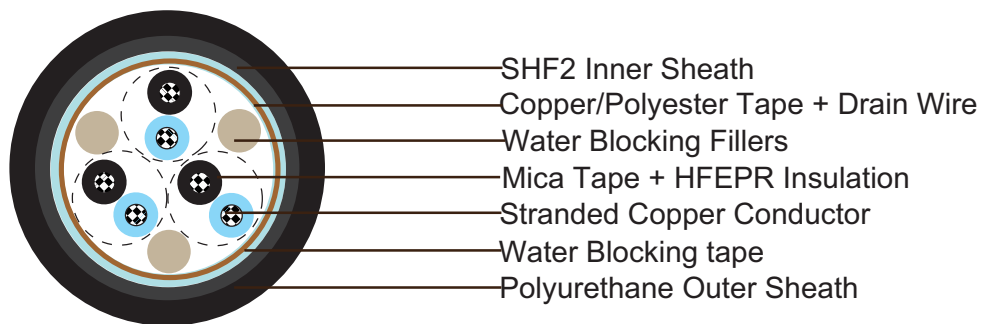 SHF2 Inner Sheath
Copper/Polyester Tape + Drain Wire
Water Blocking Fillers
Mica Tape + HFEPR Insulation
Stranded Copper Conductor
Water Blocking tape
Polyurethane Outer Sheath